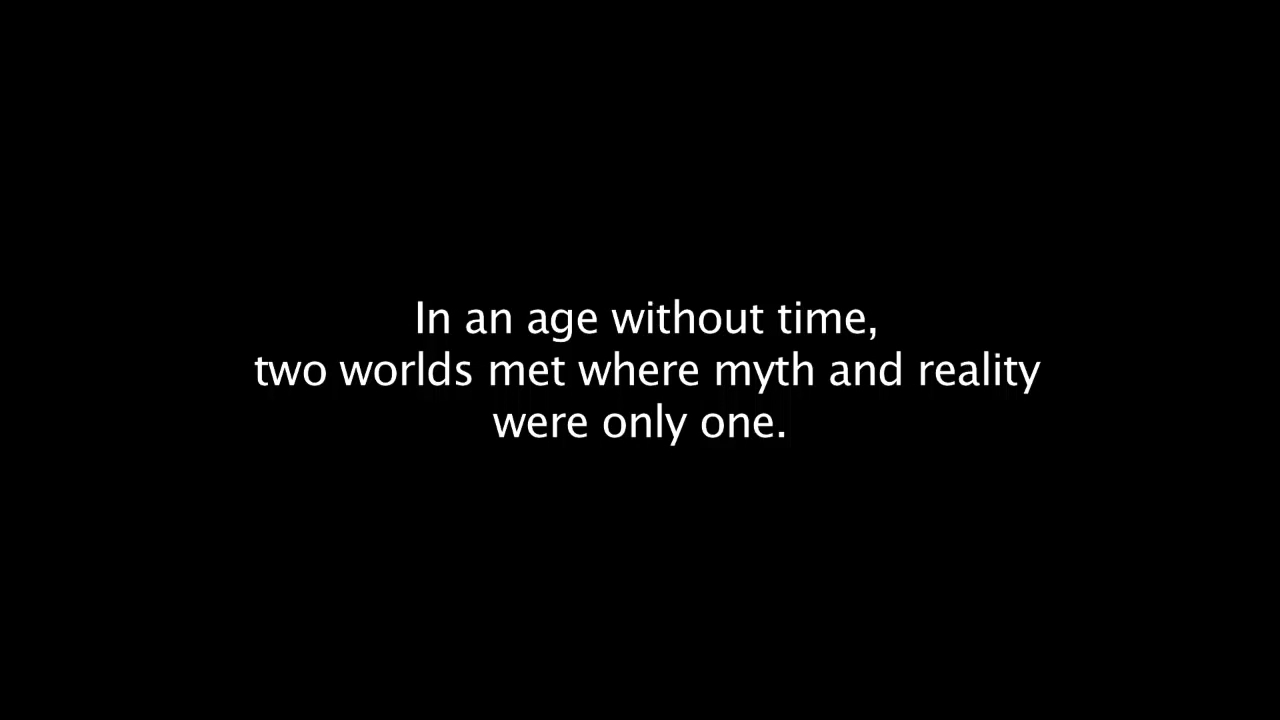 In an age without time,
two worlds met where myth and reality
were only one.